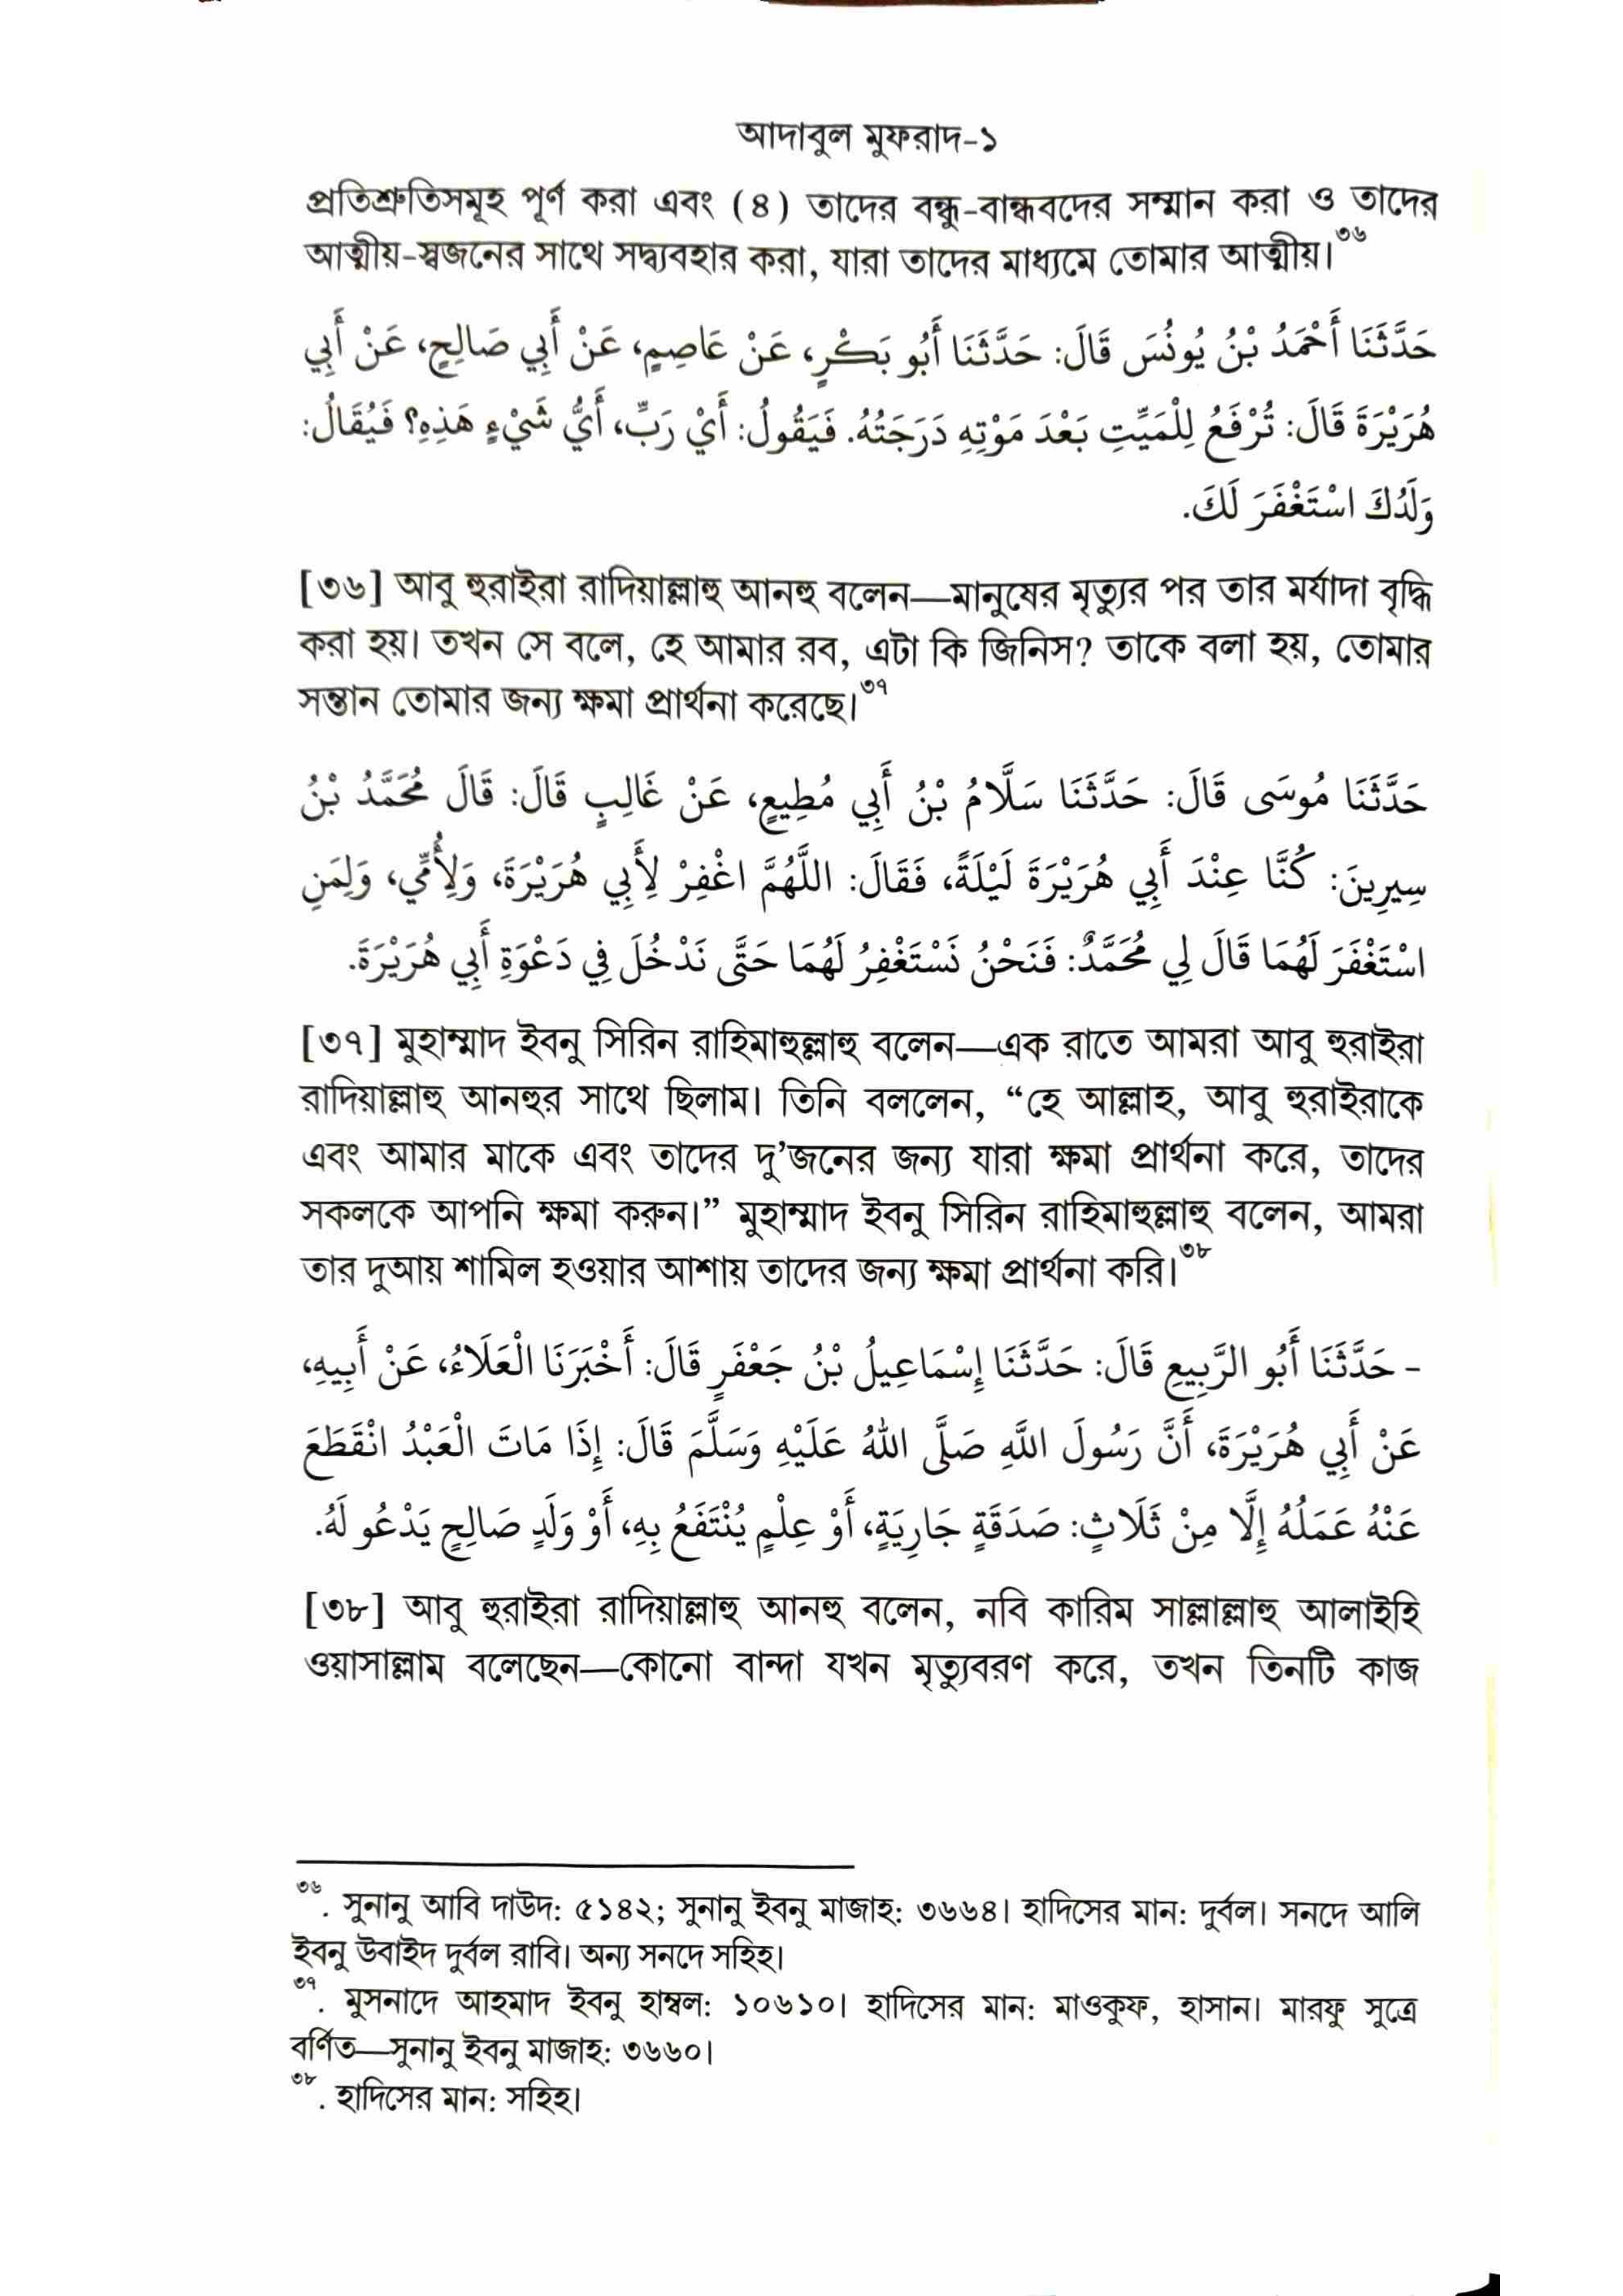 আদাবুল মুফরাদ-১
প্রতিশ্রুতিসমূহ পূর্ণ করা এবং (৪) তাদের বন্ধু-বান্ধবদের সম্মান করা ও তাদের
আত্মীয়-স্বজনের সাথে সদ্ব্যবহার করা, যারা তাদের মাধ্যমে তোমার আত্মীয়।৩৬
حَدَّثَنَا أَحْمَدُ بْنُ يُونُسَ قَالَ: حَدَّثَنَا أَبُو بَكْرٍ، عَنْ عَاصِمٍ، عَنْ أَبِي صَالِحٍ، عَنْ أَبِي
هُرَيْرَةَ قَالَ: تُرْفَعُ لِلْمَيِّتِ بَعْدَ مَوْتِهِ دَرَجَتُهُ. فَيَقُولُ: أَيْ رَبِّ، أَيُّ شَيْءٍ هَذِهِ؟ فَيُقَالُ:
وَلَدُكَ اسْتَغْفَرَ لَكَ.
[৩৬] আবু হুরাইরা রাদিয়াল্লাহু আনহু বলেন—মানুষের মৃত্যুর পর তার মর্যাদা বৃদ্ধি
করা হয়। তখন সে বলে, হে আমার রব, এটা কি জিনিস? তাকে বলা হয়, তোমার
সন্তান তোমার জন্য ক্ষমা প্রার্থনা করেছে।৩৭
حَدَّثَنَا مُوسَى قَالَ: حَدَّثَنَا سَلَّامُ بْنُ أَبِي مُطِيعٍ، عَنْ غَالِبٍ قَالَ: قَالَ مُحَمَّدُ بْنُ
سِيرِينَ: كُنَّا عِنْدَ أَبِي هُرَيْرَةَ لَيْلَةً، فَقَالَ: اللَّهُمَّ اغْفِرْ لِأَبِي هُرَيْرَةَ، وَلِأُمِّي، وَلِمَنِ
اسْتَغْفَرَ لَهُمَا قَالَ لِي مُحَمَّدٌ: فَنَحْنُ نَسْتَغْفِرُ لَهُمَا حَتَّى نَدْخُلَ فِي دَعْوَةِ أَبِي هُرَيْرَةَ.
[৩৭] মুহাম্মাদ ইবনু সিরিন রাহিমাহুল্লাহু বলেন—এক রাতে আমরা আবু হুরাইরা
রাদিয়াল্লাহু আনহুর সাথে ছিলাম। তিনি বললেন, “হে আল্লাহ, আবু হুরাইরাকে
এবং আমার মাকে এবং তাদের দু’জনের জন্য যারা ক্ষমা প্রার্থনা করে, তাদের
সকলকে আপনি ক্ষমা করুন।” মুহাম্মাদ ইবনু সিরিন রাহিমাহুল্লাহু বলেন, আমরা
তার দুআয় শামিল হওয়ার আশায় তাদের জন্য ক্ষমা প্রার্থনা করি।৩৮
- حَدَّثَنَا أَبُو الرَّبِيعِ قَالَ: حَدَّثَنَا إِسْمَاعِيلُ بْنُ جَعْفَرٍ قَالَ: أَخْبَرَنَا الْعَلَاءُ، عَنْ أَبِيهِ،
عَنْ أَبِي هُرَيْرَةَ، أَنَّ رَسُولَ اللَّهِ صَلَّى اللهُ عَلَيْهِ وَسَلَّمَ قَالَ: إِذَا مَاتَ الْعَبْدُ انْقَطَعَ
عَنْهُ عَمَلُهُ إِلَّا مِنْ ثَلَاثٍ: صَدَقَةٍ جَارِيَةٍ، أَوْ عِلْمٍ يُنْتَفَعُ بِهِ، أَوْ وَلَدٍ صَالِحٍ يَدْعُو لَهُ.
[৩৮] আবু হুরাইরা রাদিয়াল্লাহু আনহু বলেন, নবি কারিম সাল্লাল্লাহু আলাইহি
ওয়াসাল্লাম বলেছেন—কোনো বান্দা যখন মৃত্যুবরণ করে, তখন তিনটি কাজ
৩৬. সুনানু আবি দাউদ: ৫১৪২; সুনানু ইবনু মাজাহ: ৩৬৬৪। হাদিসের মান: দুর্বল। সনদে আলি
ইবনু উবাইদ দুর্বল রাবি। অন্য সনদে সহিহ।
৩৭. মুসনাদে আহমাদ ইবনু হাম্বল: ১০৬১০। হাদিসের মান: মাওকুফ, হাসান। মারফু সুত্রে
বর্ণিত—সুনানু ইবনু মাজাহ: ৩৬৬০।
৩৮. হাদিসের মান: সহিহ।